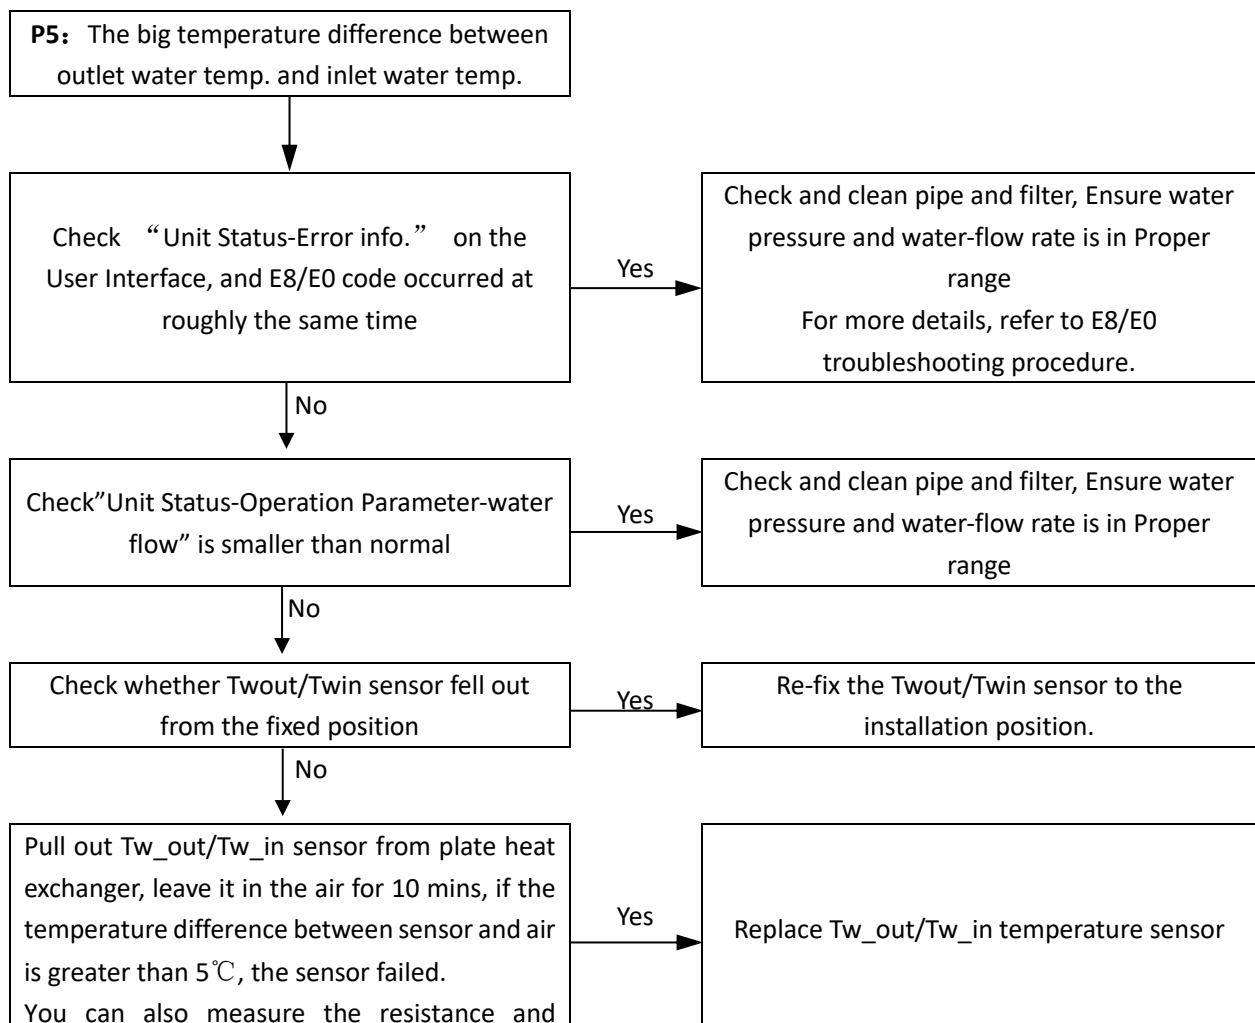 P5： The big temperature difference between
outlet water temp. and inlet water temp.
Check “Unit Status-Error info.” on the
User Interface, and E8/E0 code occurred at
roughly the same time
Yes
Check and clean pipe and filter, Ensure water
pressure and water-flow rate is in Proper
range
For more details, refer to E8/E0
troubleshooting procedure.
No
Check”Unit Status-Operation Parameter-water
flow” is smaller than normal
Yes
Check and clean pipe and filter, Ensure water
pressure and water-flow rate is in Proper
range
No
Check whether Twout/Twin sensor fell out
from the fixed position
Yes
Re-fix the Twout/Twin sensor to the
installation position.
No
Pull out Tw_out/Tw_in sensor from plate heat
exchanger, leave it in the air for 10 mins, if the
temperature difference between sensor and air
is greater than 5℃, the sensor failed.
You can also measure the resistance and
Yes
Replace Tw_out/Tw_in temperature sensor